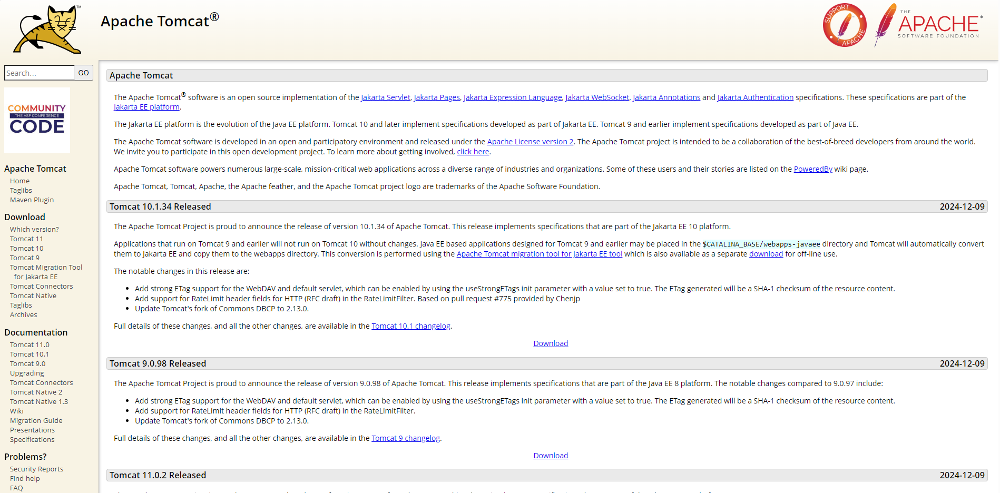 Apache Tomcat®
SUPPORT
APACHE
THE
APACHE®
SOFTWARE FOUNDATION
TM
Search…
GO
COMMUNITY
THE ASF CONFERENCE
CODE
Apache Tomcat
Home
Taglibs
Maven Plugin
Download
Which version?
Tomcat 11
Tomcat 10
Tomcat 9
Tomcat Migration Tool
for Jakarta EE
Tomcat Connectors
Tomcat Native
Taglibs
Archives
Documentation
Tomcat 11.0
Tomcat 10.1
Tomcat 9.0
Upgrading
Tomcat Connectors
Tomcat Native 2
Tomcat Native 1.3
Wiki
Migration Guide
Presentations
Specifications
Problems?
Security Reports
Find help
FAQ
Apache Tomcat
The Apache Tomcat® software is an open source implementation of the Jakarta Servlet, Jakarta Pages, Jakarta Expression Language, Jakarta WebSocket, Jakarta Annotations and Jakarta Authentication specifications. These specifications are part of the
Jakarta EE platform.
The Jakarta EE platform is the evolution of the Java EE platform. Tomcat 10 and later implement specifications developed as part of Jakarta EE. Tomcat 9 and earlier implement specifications developed as part of Java EE.
The Apache Tomcat software is developed in an open and participatory environment and released under the Apache License version 2. The Apache Tomcat project is intended to be a collaboration of the best-of-breed developers from around the world.
We invite you to participate in this open development project. To learn more about getting involved, click here.
Apache Tomcat software powers numerous large-scale, mission-critical web applications across a diverse range of industries and organizations. Some of these users and their stories are listed on the PoweredBy wiki page.
Apache Tomcat, Tomcat, Apache, the Apache feather, and the Apache Tomcat project logo are trademarks of the Apache Software Foundation.
Tomcat 10.1.34 Released 2024-12-09
The Apache Tomcat Project is proud to announce the release of version 10.1.34 of Apache Tomcat. This release implements specifications that are part of the Jakarta EE 10 platform.
Applications that run on Tomcat 9 and earlier will not run on Tomcat 10 without changes. Java EE based applications designed for Tomcat 9 and earlier may be placed in the $CATALINA_BASE/webapps-javaee directory and Tomcat will automatically convert
them to Jakarta EE and copy them to the webapps directory. This conversion is performed using the Apache Tomcat migration tool for Jakarta EE tool which is also available as a separate download for off-line use.
The notable changes in this release are:
• Add strong ETag support for the WebDAV and default servlet, which can be enabled by using the useStrongETags init parameter with a value set to true. The ETag generated will be a SHA-1 checksum of the resource content.
• Add support for RateLimit header fields for HTTP (RFC draft) in the RateLimitFilter. Based on pull request #775 provided by Chenjp
• Update Tomcat's fork of Commons DBCP to 2.13.0.
Full details of these changes, and all the other changes, are available in the Tomcat 10.1 changelog.
Download
Tomcat 9.0.98 Released 2024-12-09
The Apache Tomcat Project is proud to announce the release of version 9.0.98 of Apache Tomcat. This release implements specifications that are part of the Java EE 8 platform. The notable changes compared to 9.0.97 include:
• Add strong ETag support for the WebDAV and default servlet, which can be enabled by using the useStrongETags init parameter with a value set to true. The ETag generated will be a SHA-1 checksum of the resource content.
• Add support for RateLimit header fields for HTTP (RFC draft) in the RateLimitFilter.
• Update Tomcat's fork of Commons DBCP to 2.13.0.
Full details of these changes, and all the other changes, are available in the Tomcat 9 changelog.
Download
Tomcat 11.0.2 Released 2024-12-09